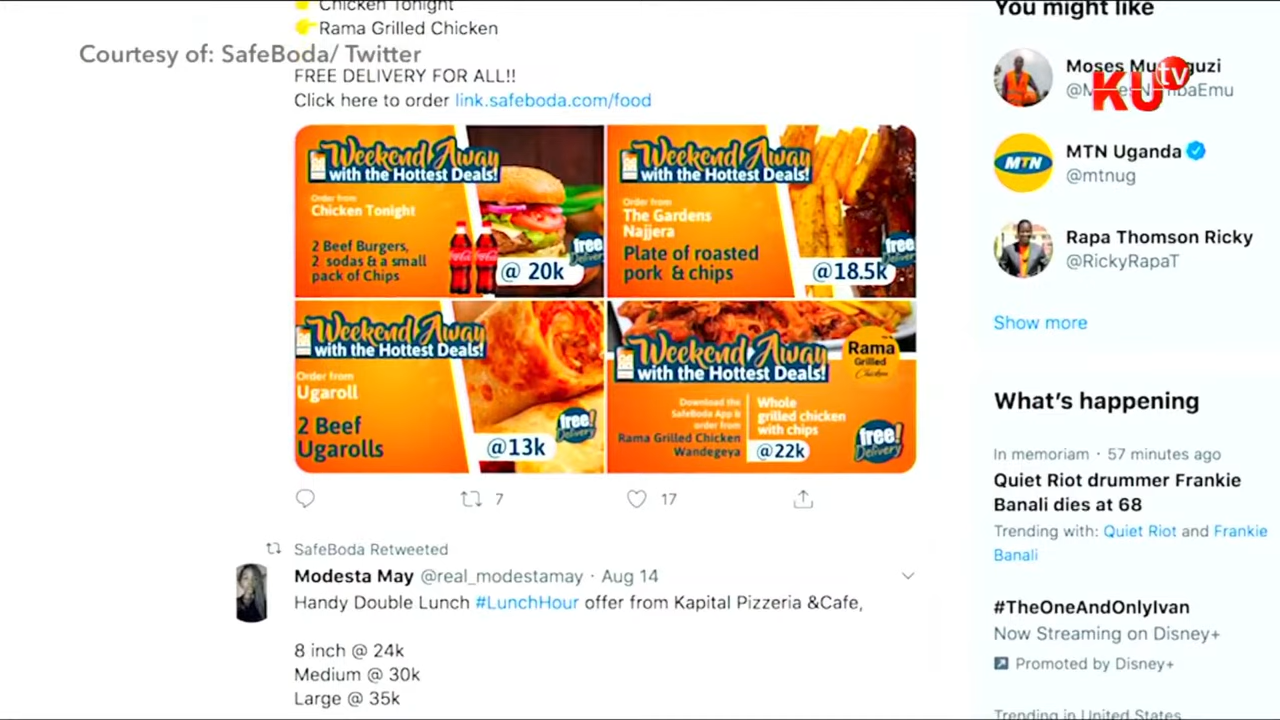 Chicken Tonight
Rama Grilled Chicken
Courtesy of: SafeBoda/ Twitter
FREE DELIVERY FOR ALL!!
Click here to order link.safeboda.com/food
Weekend Away
with the Hottest Deals!
Order from
Chicken Tonight
2 Beef Burgers,
2 sodas & a small
pack of Chips
@ 20k
free
Delivery
Weekend Away
with the Hottest Deals!
Order from
The Gardens
Najjera
Plate of roasted
pork & chips
@18.5k
free
Delivery
Weekend Away
with the Hottest Deals!
Order from
Ugaroll
2 Beef
Ugarolls
@13k
free!
Delivery
Weekend Away
with the Hottest Deals!
Rama
Grilled
Chicken
Download the
SafeBoda App &
order from
Rama Grilled Chicken
Wandegeya
Whole
grilled chicken
with chips
@22k
free!
Delivery
7
17
SafeBoda Retweeted
Modesta May @real_modestamay · Aug 14
Handy Double Lunch #LunchHour offer from Kapital Pizzeria &Cafe,
8 inch @ 24k
Medium @ 30k
Large @ 35k
You might like
KU tv
Moses
MTN
MTN Uganda
@mtnug
Rapa Thomson Ricky
@RickyRapaT
Show more
What's happening
In memoriam · 57 minutes ago
Quiet Riot drummer Frankie
Banali dies at 68
Trending with: Quiet Riot and Frankie
Banali
#TheOneAndOnlyIvan
Now Streaming on Disney+
Promoted by Disney+
Trending in United States